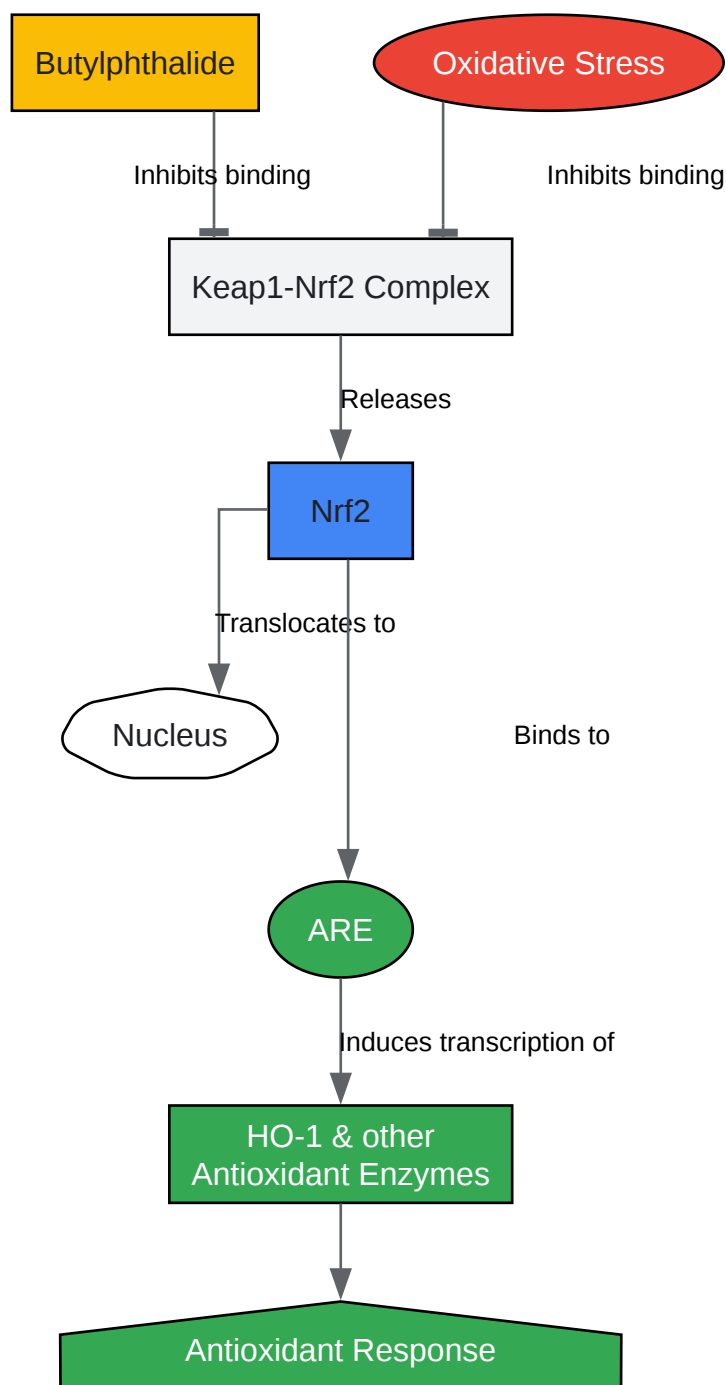 Butylphthalide
Oxidative Stress
Inhibits binding
Inhibits binding
Keap1-Nrf2 Complex
Releases
Nrf2
Translocates to
Nucleus
Binds to
ARE
Induces transcription of
HO-1 & other
Antioxidant Enzymes
Antioxidant Response